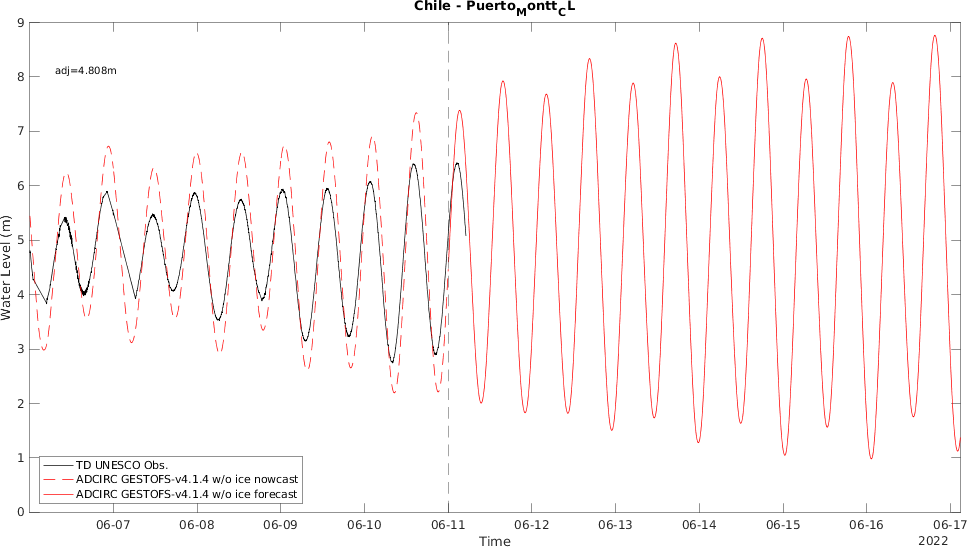 Chile - Puerto_Montt_CL
adj=4.808m
9
8
7
6
5
4
3
2
1
0
Water Level (m)
TD UNESCO Obs.
ADCIRC GESTOFS-v4.1.4 w/o ice nowcast
ADCIRC GESTOFS-v4.1.4 w/o ice forecast
06-07 06-08 06-09 06-10 06-11 06-12 06-13 06-14 06-15 06-16 06-17
Time
2022